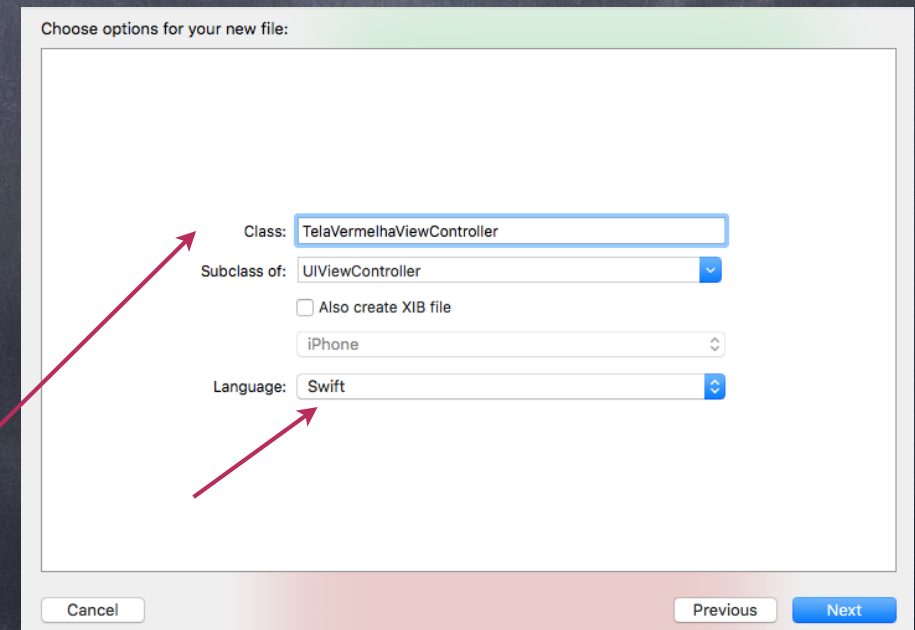 Choose options for your new file:
Class: TelaVermelhaViewController
Subclass of: UIViewController
Also create XIB file
iPhone
Language: Swift
Cancel Previous Next